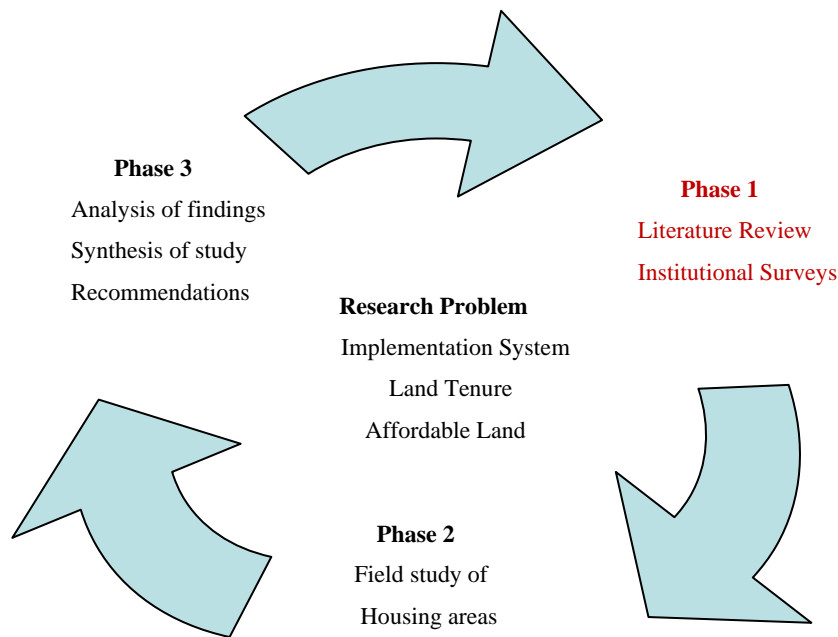 Phase 3
Analysis of findings
Synthesis of study
Recommendations
Phase 1
Literature Review
Institutional Surveys
Research Problem
Implementation System
Land Tenure
Affordable Land
Phase 2
Field study of
Housing areas